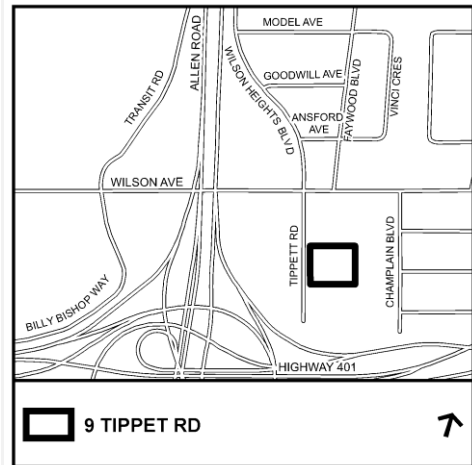 MODEL AVE
GOODWILL AVE
ANSFORD
AVE
FAYWOOD BLVD
VINCI CRES
TRANSIT RD
ALLEN ROAD
WILSON HEIGHTS BLVD
WILSON AVE
TIPPETT RD
CHAMPLAIN BLVD
BILLY BISHOP WAY
HIGHWAY 401
9 TIPPET RD